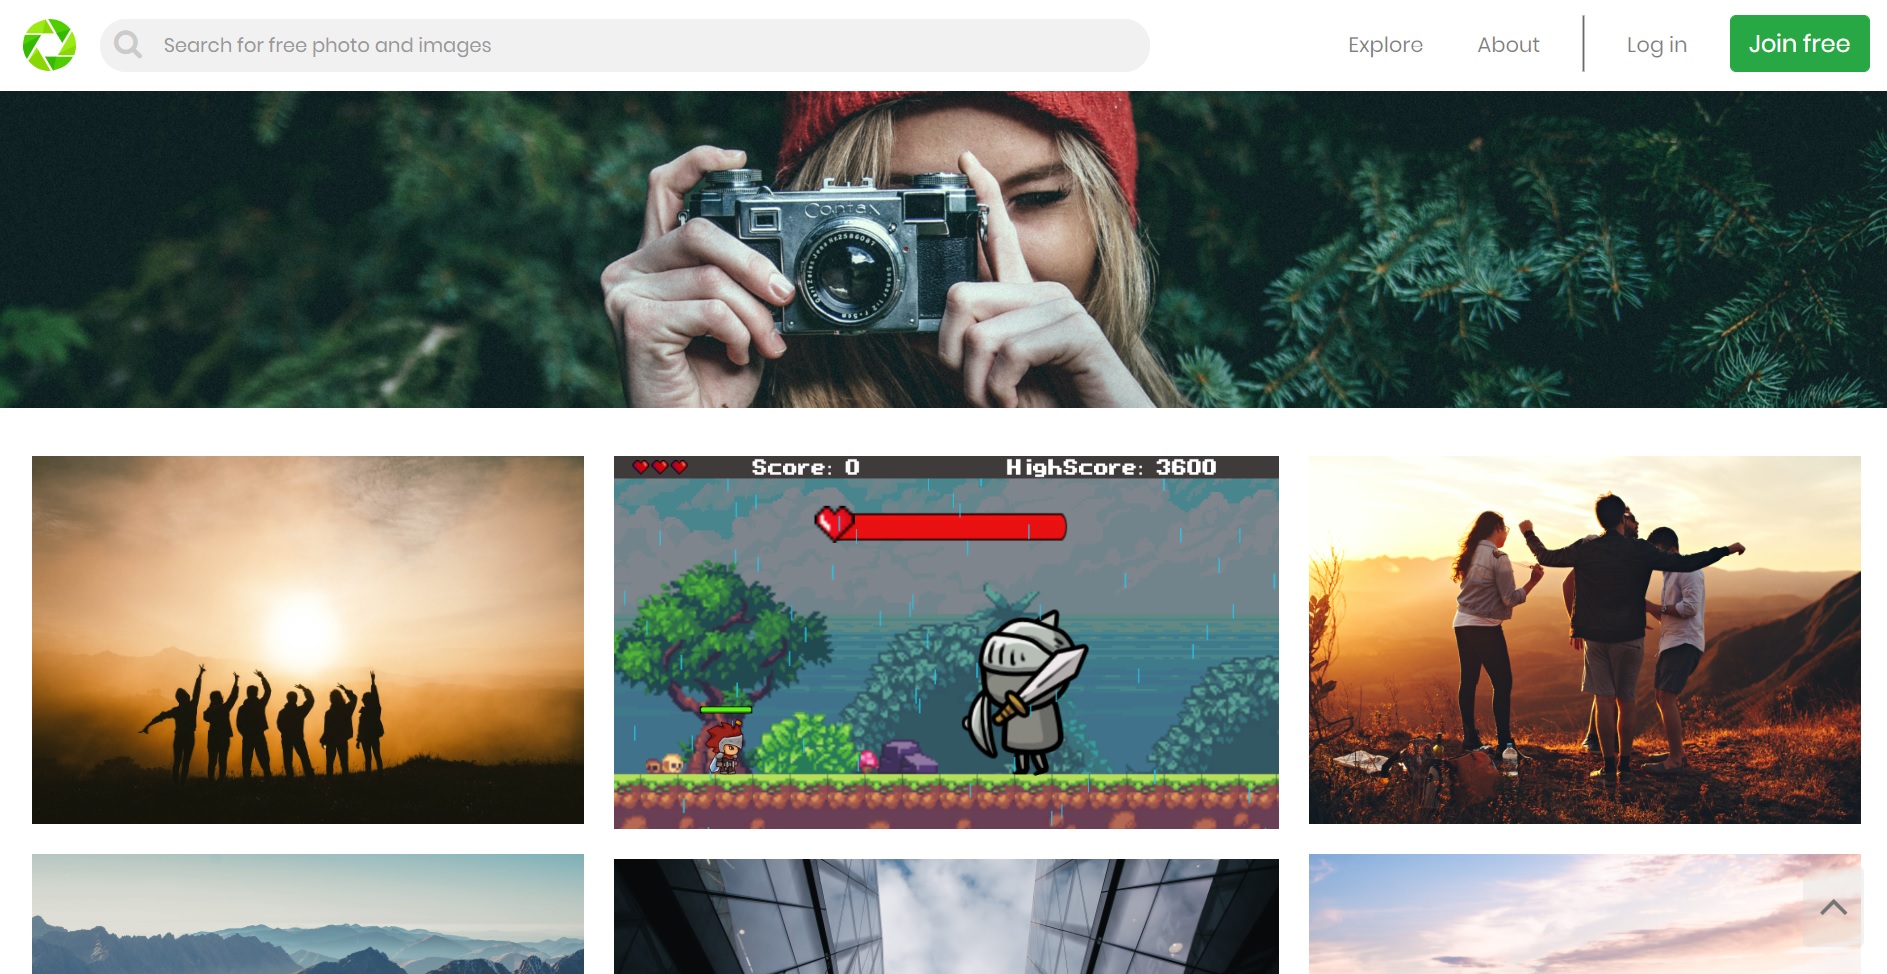 Search for free photo and images
Explore
About
Log in
Join free
Contax
Score: 0
HighScore: 3600